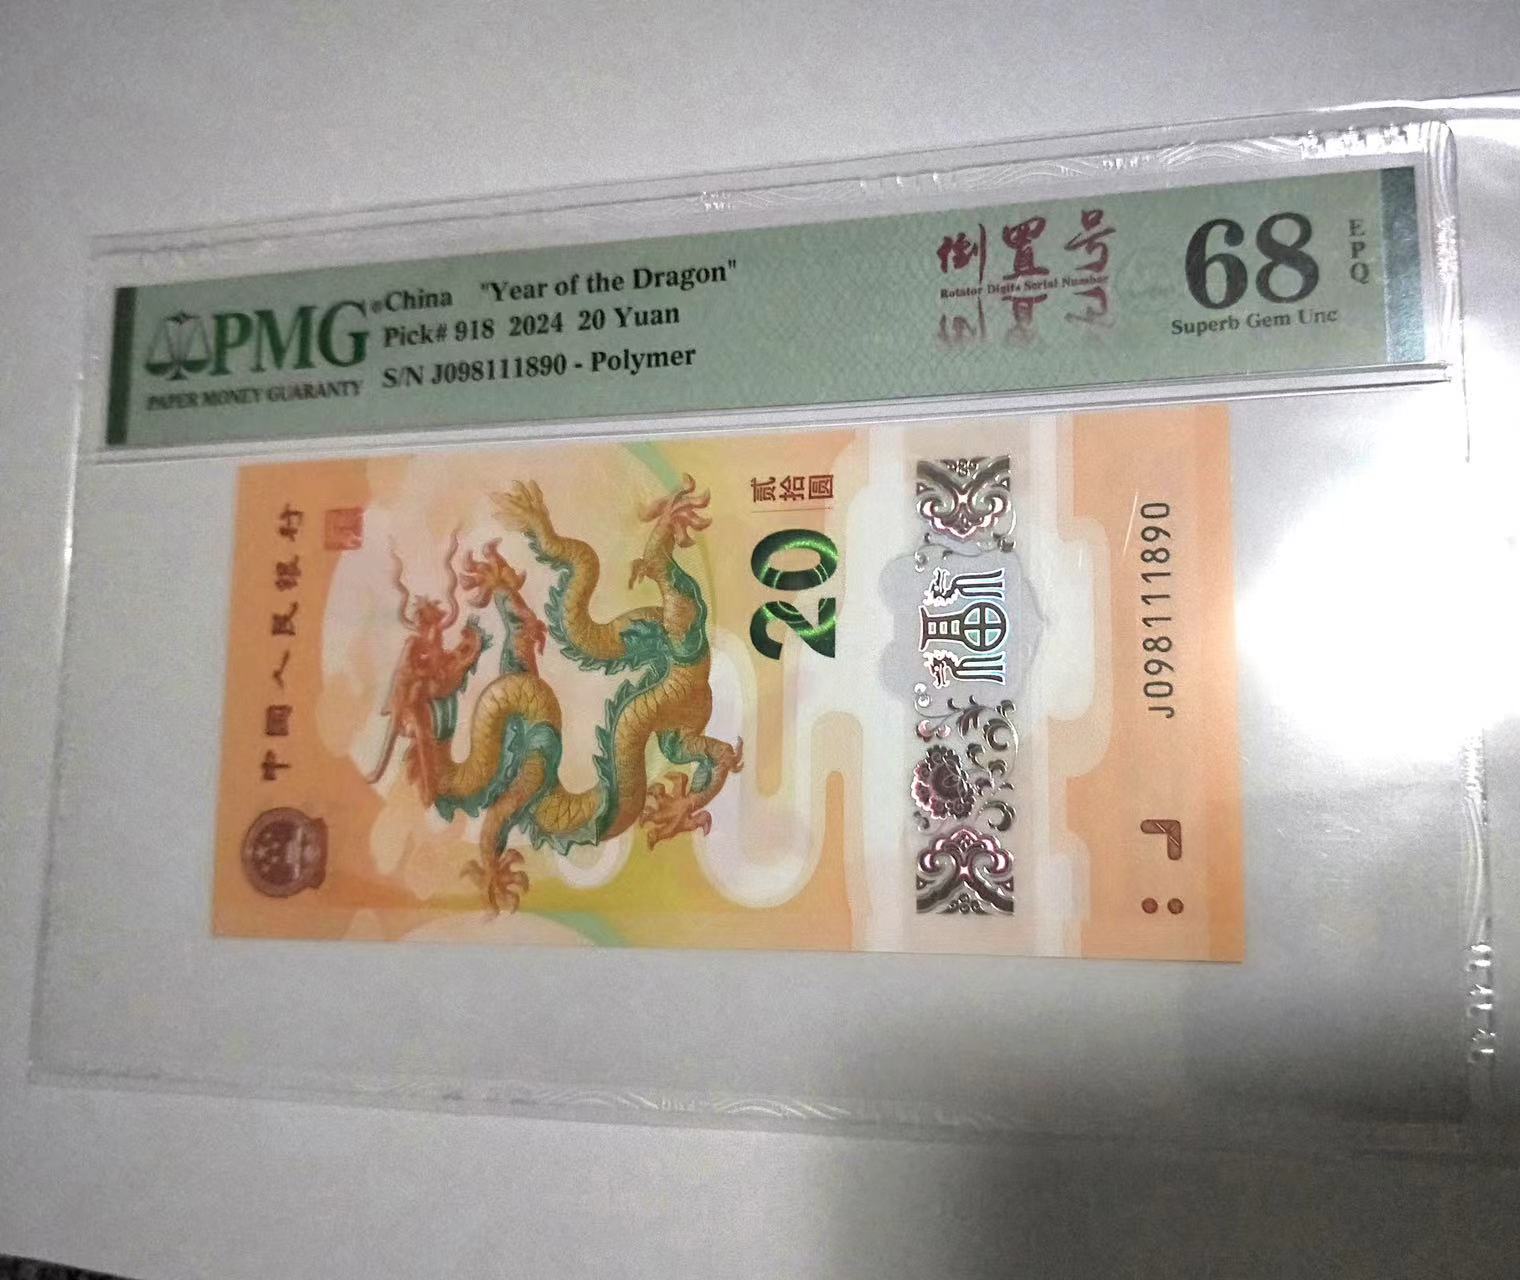 PMG®
PAPER MONEY GUARANTY
China "Year of the Dragon"
Pick# 918 2024 20 Yuan
S/N J098111890 - Polymer
倒置号
Rotator Digits Serial Number
68
EPQ
Superb Gem Unc
中国人民银行
贰拾圆
20
J098111890